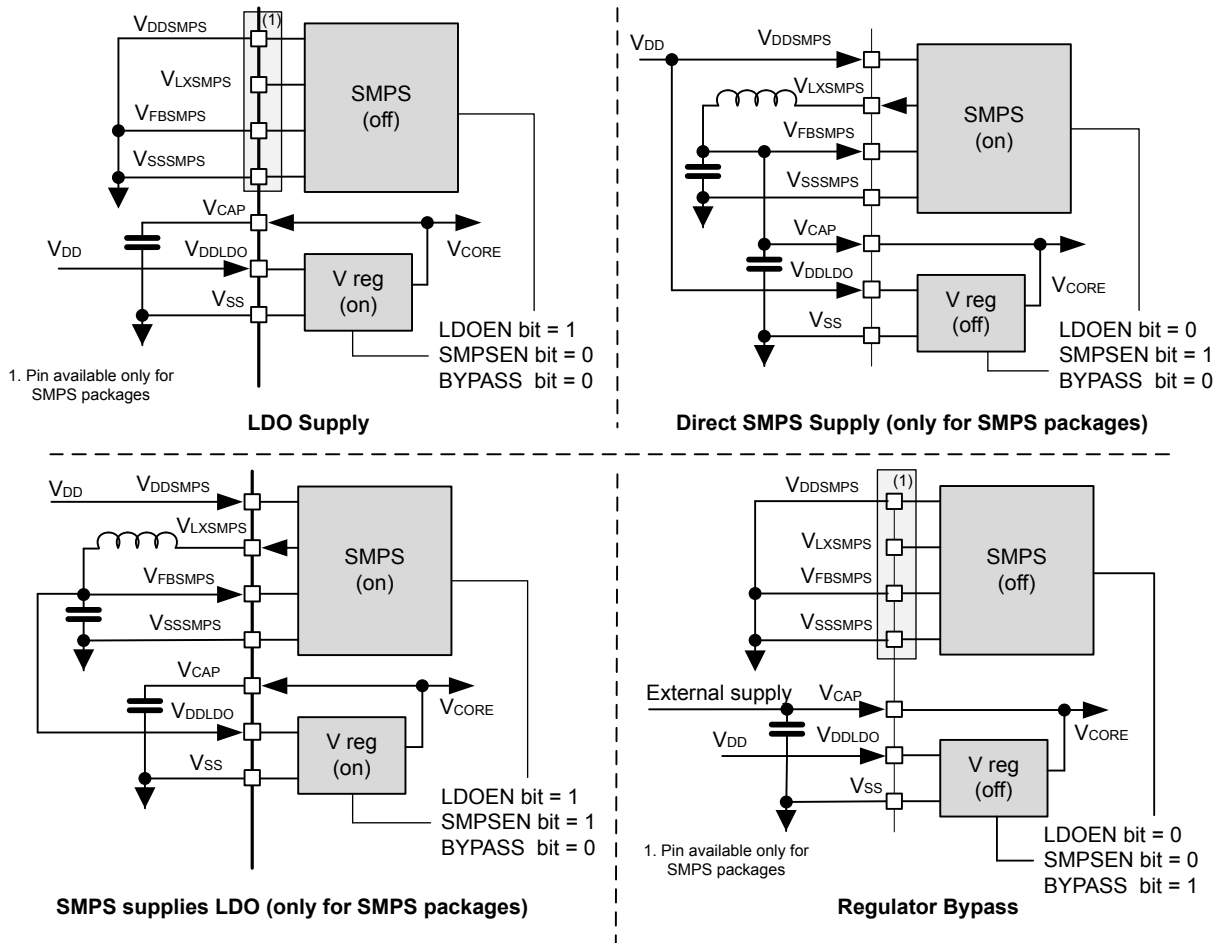 VDDSMPS
(1)
VLXSMPS
SMPS
(off)
VFBSMPS
VSSSMPS
VCAP
VDD
VDDLDO
VCORE
V reg
(on)
VSS
LDOEN bit = 1
SMPSEN bit = 0
BYPASS bit = 0
1. Pin available only for
SMPS packages
LDO Supply
VDD
VDDSMPS
VLXSMPS
SMPS
(on)
VFBSMPS
VSSSMPS
VCAP
VDDLDO
V reg
(off)
VCORE
VSS
LDOEN bit = 0
SMPSEN bit = 1
BYPASS bit = 0
Direct SMPS Supply (only for SMPS packages)
VDD
VDDSMPS
VLXSMPS
SMPS
(on)
VFBSMPS
VSSSMPS
VCAP
VDDLDO
VCORE
V reg
(on)
VSS
LDOEN bit = 1
SMPSEN bit = 1
BYPASS bit = 0
SMPS supplies LDO (only for SMPS packages)
VDDSMPS
(1)
VLXSMPS
SMPS
(off)
VFBSMPS
VSSSMPS
External supply
VCAP
VDD
VDDLDO
VCORE
V reg
(off)
VSS
LDOEN bit = 0
SMPSEN bit = 0
BYPASS bit = 1
1. Pin available only for
SMPS packages
Regulator Bypass